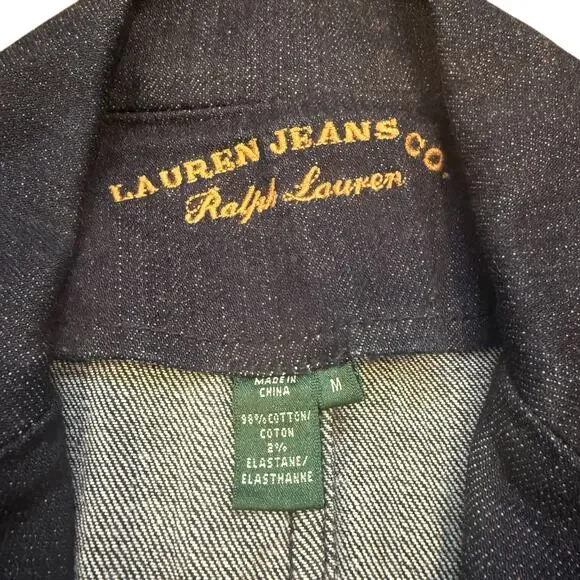 LAUREN JEANS CO.
Ralph Lauren
MADE IN
CHINA
M
98% COTTON/
COTON
2%
ELASTANE/
ELASTHANNE